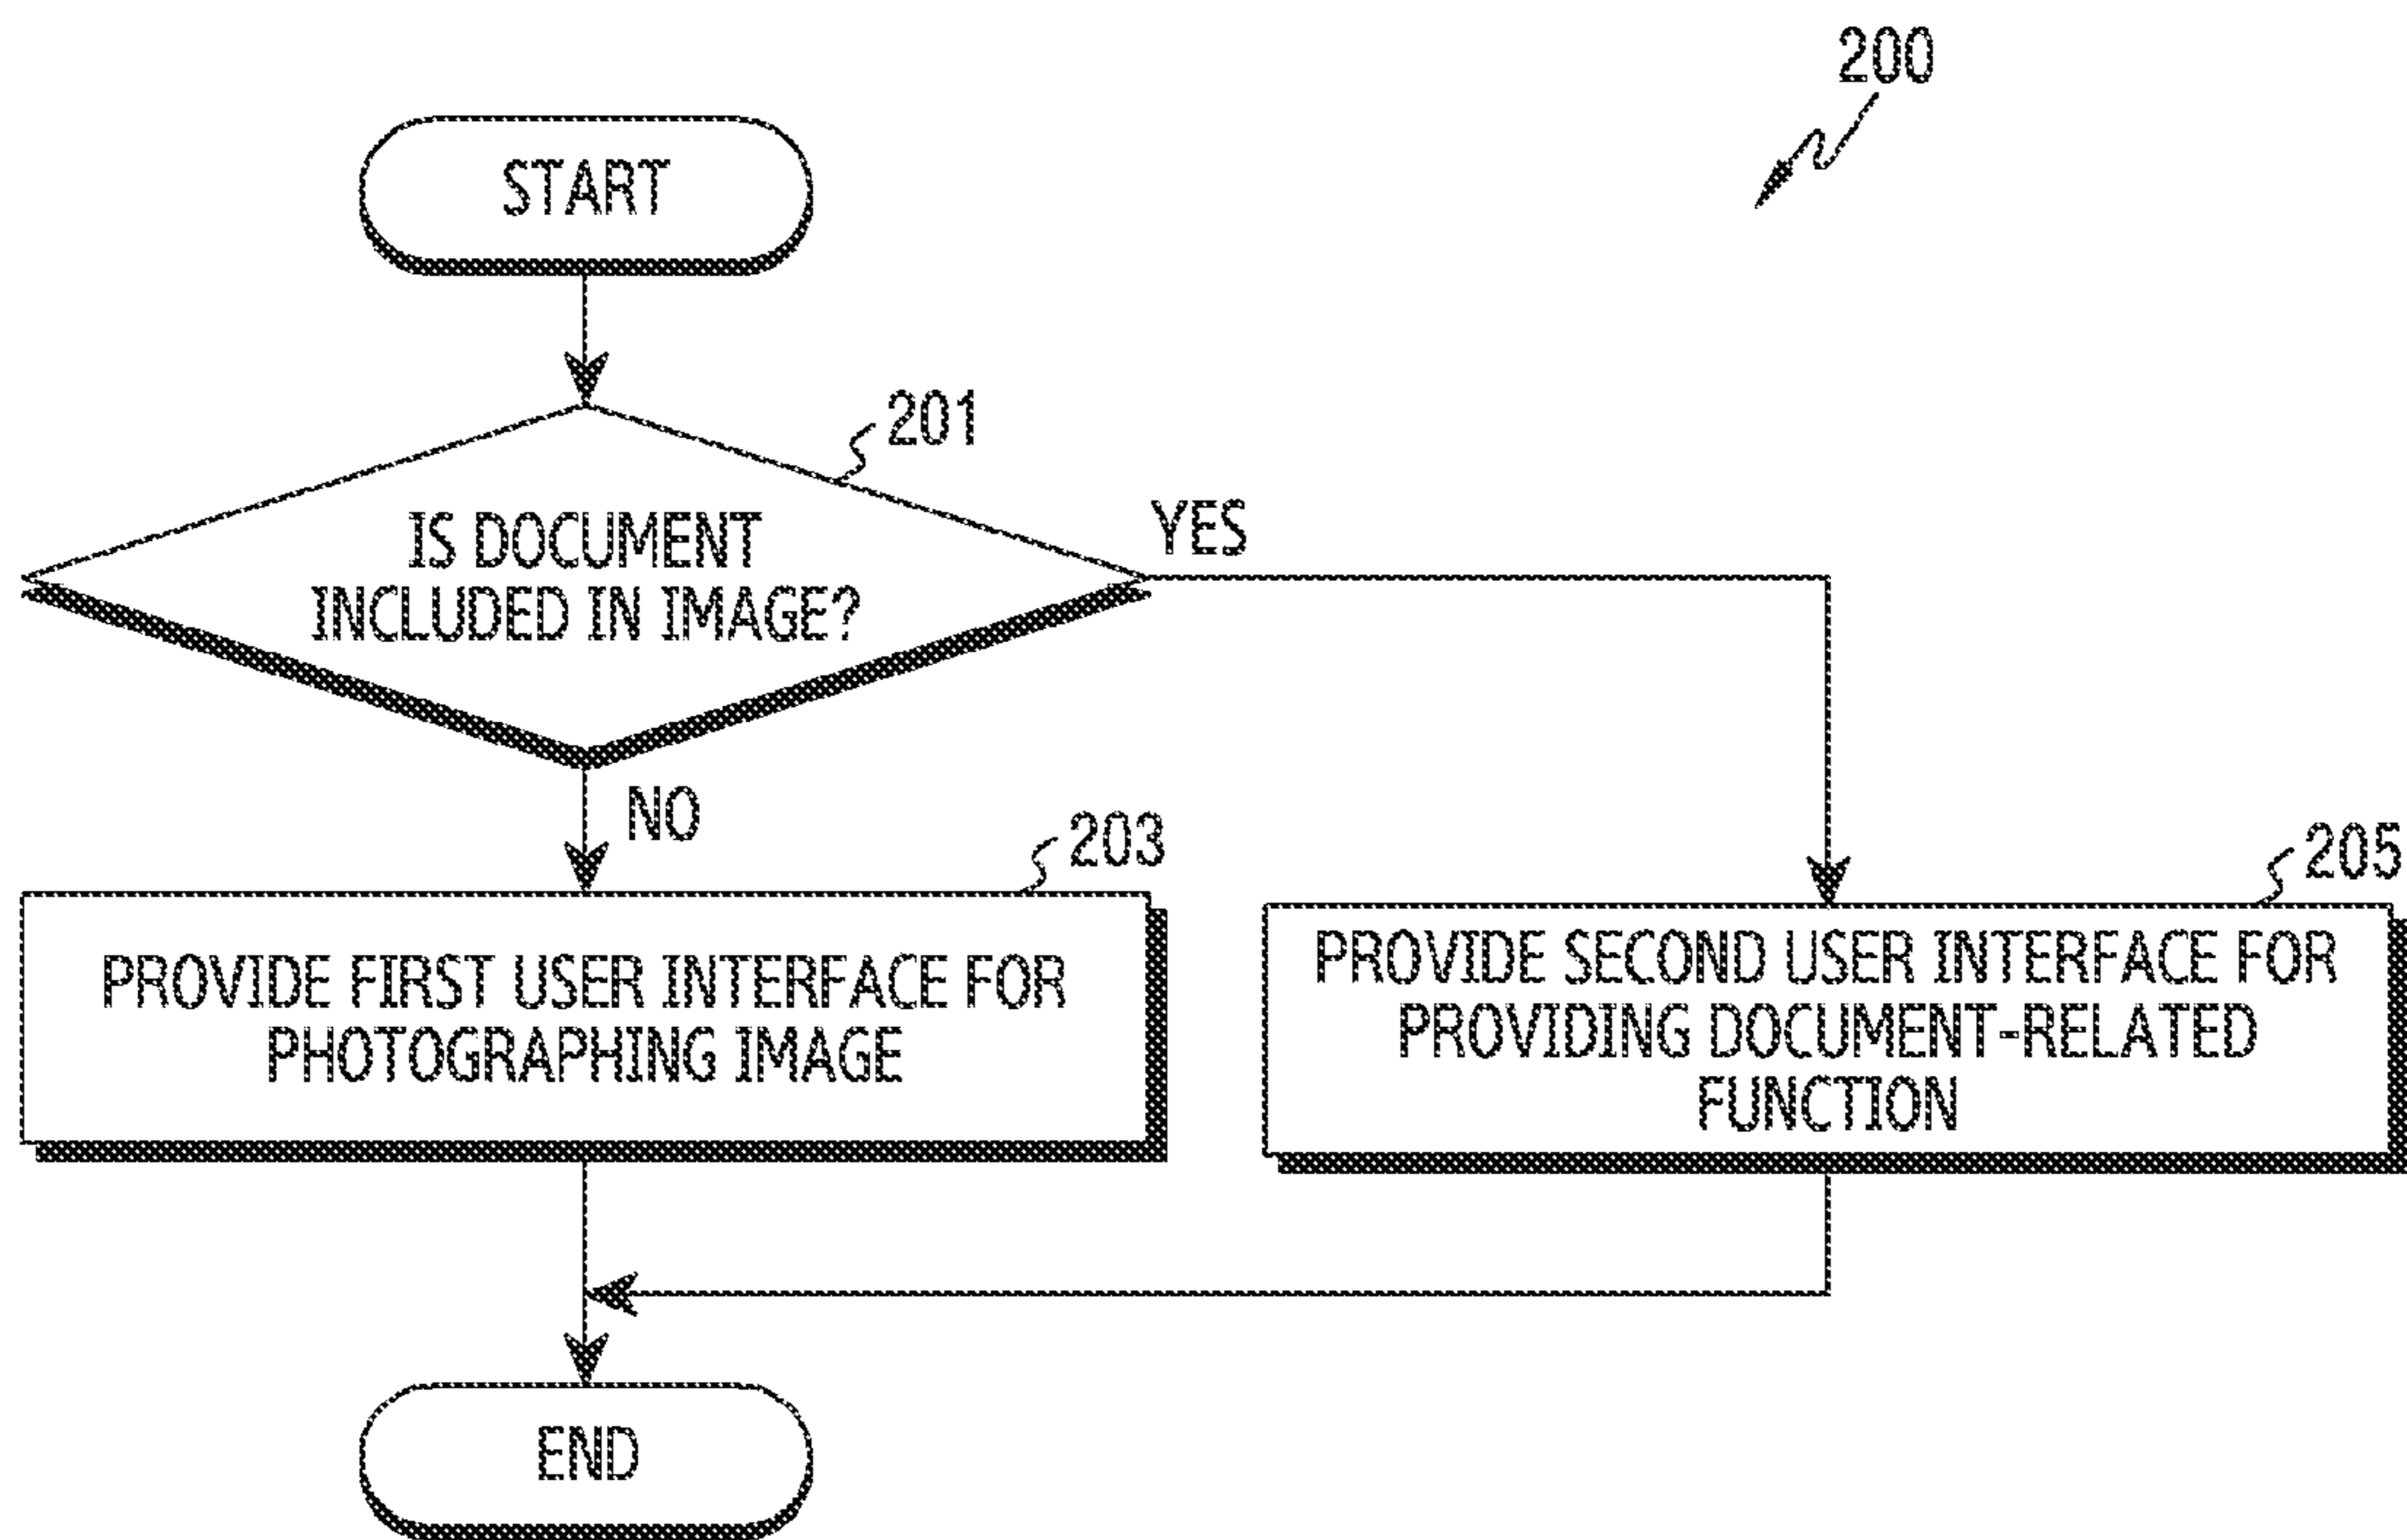 200
START
201
IS DOCUMENT
INCLUDED IN IMAGE?
YES
NO
203
PROVIDE FIRST USER INTERFACE FOR
PHOTOGRAPHING IMAGE
205
PROVIDE SECOND USER INTERFACE FOR
PROVIDING DOCUMENT-RELATED
FUNCTION
END